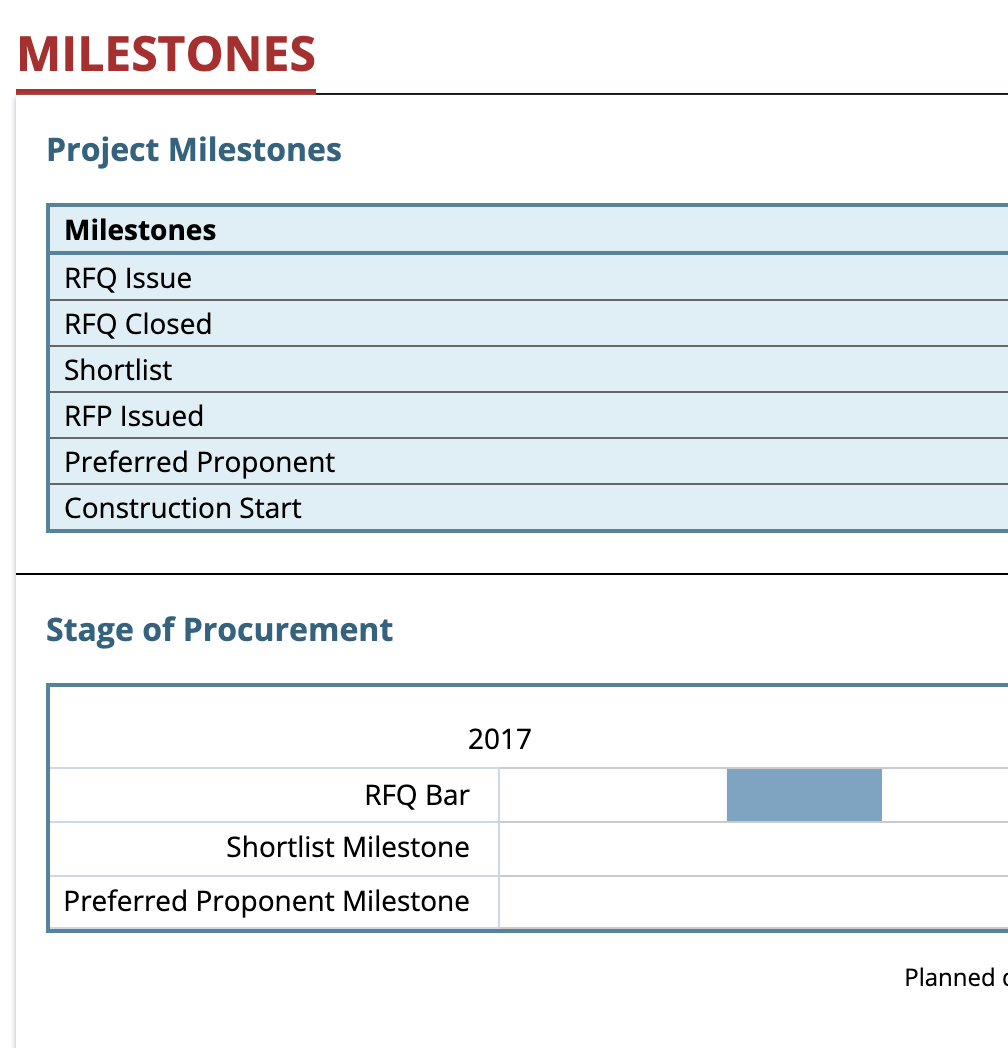 MILESTONES
Project Milestones
Milestones
RFQ Issue
RFQ Closed
Shortlist
RFP Issued
Preferred Proponent
Construction Start
Stage of Procurement
2017
RFQ Bar
Shortlist Milestone
Preferred Proponent Milestone
Planned